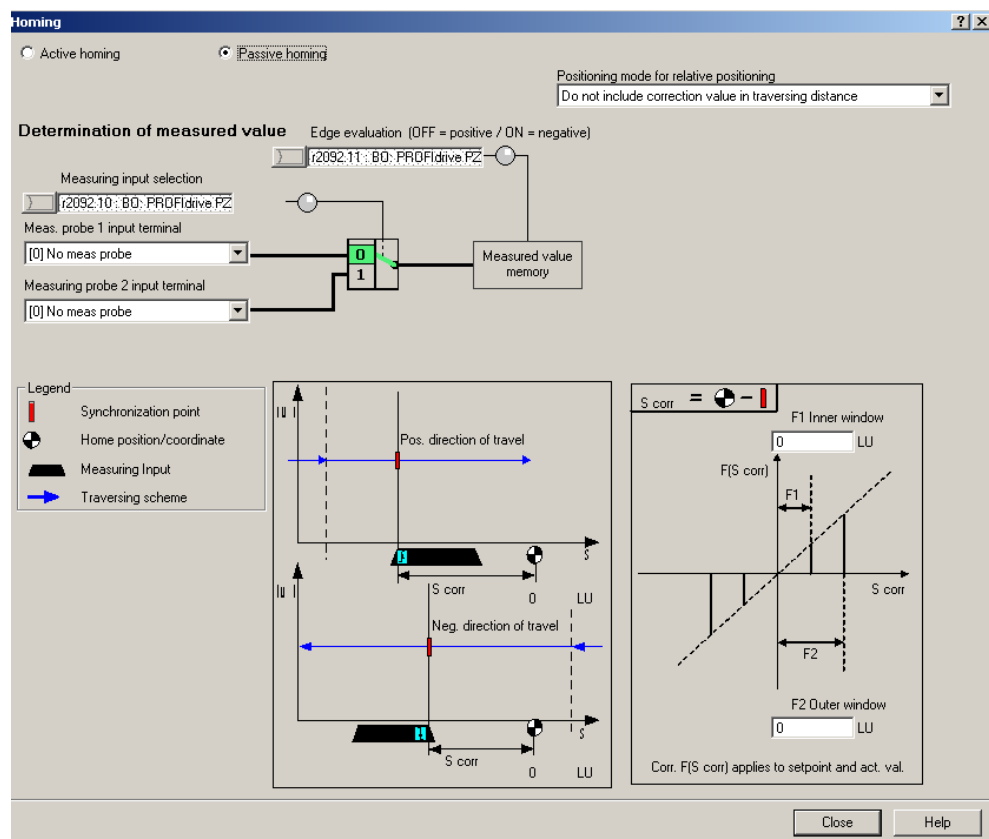 Homing
Active homing
Passive homing
Positioning mode for relative positioning
Do not include correction value in traversing distance
Determination of measured value
Edge evaluation (OFF = positive / ON = negative)
r2092.11 : BO: PROFIdrive PZ
Measuring input selection
r2092.10 : BO: PROFIdrive PZ
Meas. probe 1 input terminal
[0] No meas probe
0
1
Measured value
memory
Measuring probe 2 input terminal
[0] No meas probe
Legend
Synchronization point
Home position/coordinate
Measuring Input
Traversing scheme
|v|
Pos. direction of travel
s
S corr
0 LU
|v|
Neg. direction of travel
s
S corr
0 LU
S corr = -
F1 Inner window
0 LU
F(S corr)
F1
S corr
F2
F2 Outer window
0 LU
Corr. F(S corr) applies to setpoint and act. val.
Close
Help